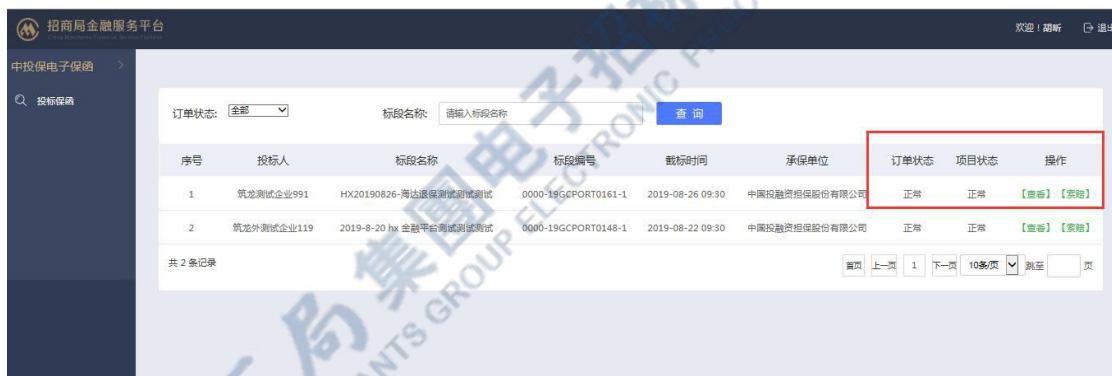 招商局金融服务平台
欢迎！胡昕 退出
中投保电子保函
投标保函
订单状态: 全部 标段名称: 请输入标段名称 查询
序号 投标人 标段名称 标段编号 截标时间 承保单位 订单状态 项目状态 操作
1 筑龙测试企业991 HX20190826-海达退保测试测试测试 0000-19GCPORT0161-1 2019-08-26 09:30 中国投融资担保股份有限公司 正常 正常 【查看】【索赔】
2 筑龙外测试企业119 2019-8-20 hx 金融平台测试测试测试 0000-19GCPORT0148-1 2019-08-22 09:30 中国投融资担保股份有限公司 正常 正常 【查看】【索赔】
共 2 条记录 首页 上一页 1 下一页 10条/页 跳至 页
局集團電子招
ANTS GROUP ELECTRONIC PRO